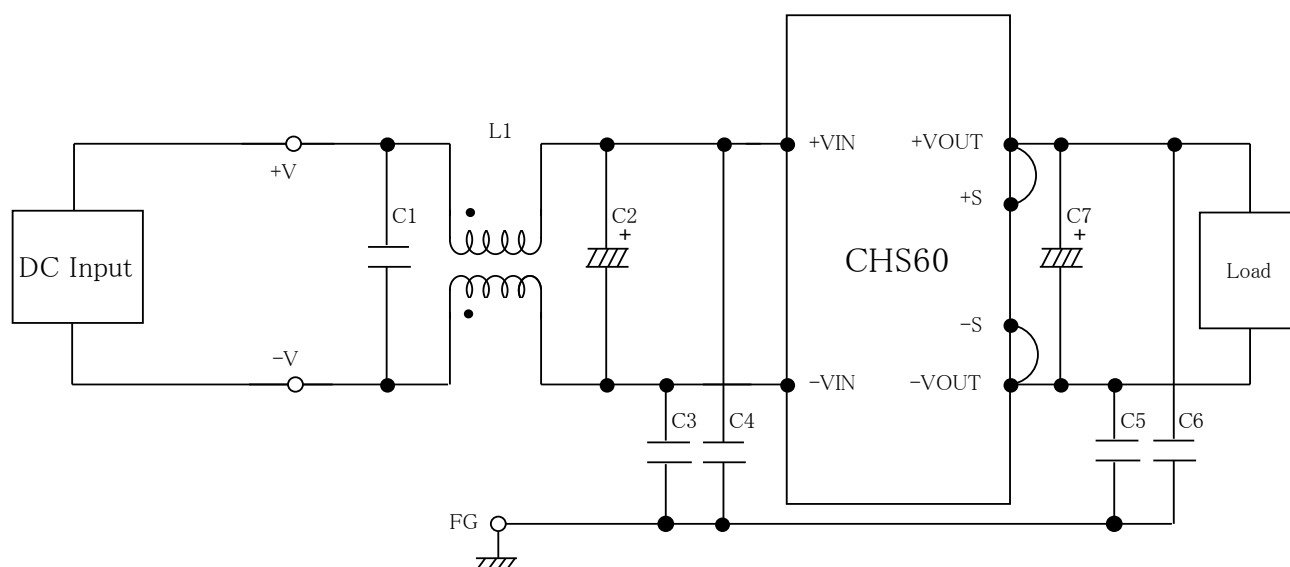 L1
+VIN
+VOUT
+V
+S
C1
C2
+
C7
+
DC Input
CHS60
Load
-S
-V
-VIN
-VOUT
C3
C4
C5
C6
FG